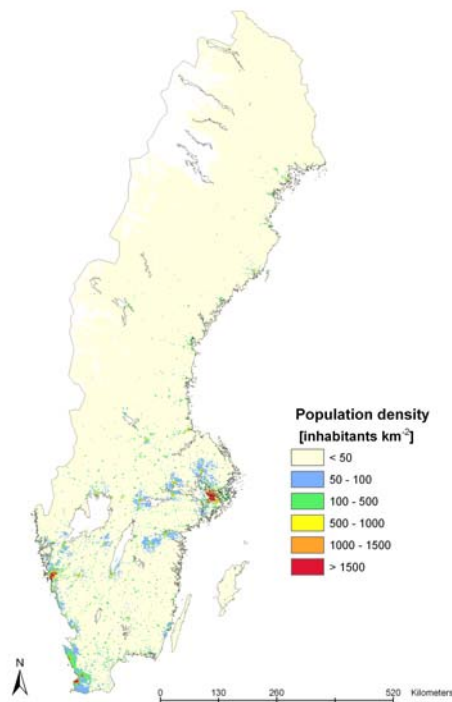 Population density
[inhabitants km⁻²]
< 50
50 - 100
100 - 500
500 - 1000
1000 - 1500
> 1500
N
0 130 260 520 Kilometers